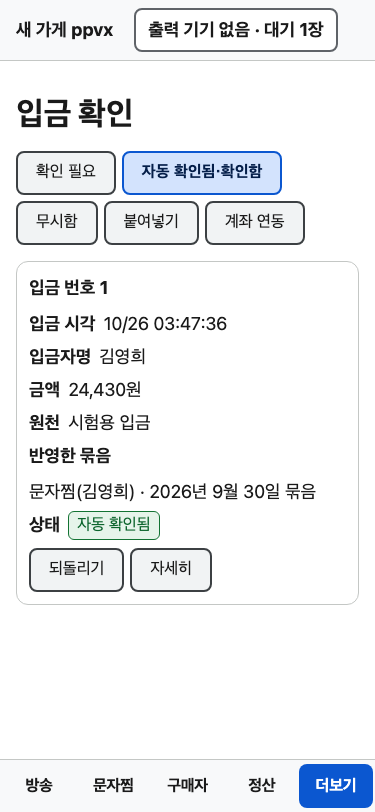 새 가게 ppvx 출력 기기 없음 · 대기 1장
입금 확인
확인 필요 자동 확인됨·확인함
무시함 붙여넣기 계좌 연동
입금 번호 1
입금 시각 10/26 03:47:36
입금자명 김영희
금액 24,430원
원천 시험용 입금
반영한 묶음
문자찜(김영희) · 2026년 9월 30일 묶음
상태 자동 확인됨
되돌리기 자세히
방송 문자찜 구매자 정산 더보기